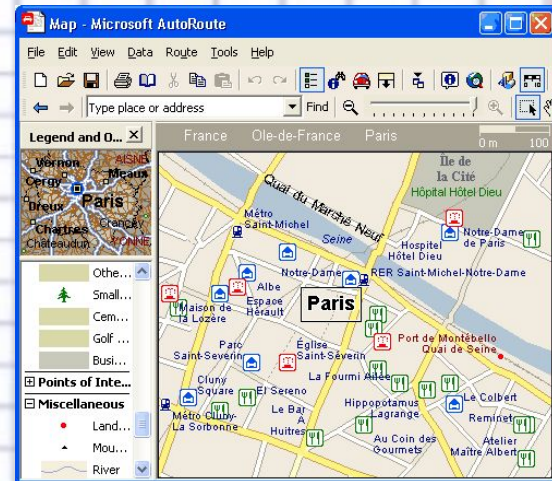 Map - Microsoft AutoRoute
File Edit View Data Route Tools Help
Type place or address
Find
Legend and O...
France Ole-de-France Paris
0 m 100
Vernon
AISNE
Cergy
Meaux
Paris
Dreux
Chartres
Crancey
Châteaudun
YONNE
Othe...
Small...
Cem...
Golf ...
Busi...
Points of Inte...
Miscellaneous
Land...
Mou...
River
Île de
la Cité
Hôpital Hôtel Dieu
Quai du Marché Neuf
Métro
Saint-Michel
Seine
Hospital
Hôtel Dieu
Notre-Dame
de Paris
Notre-Dame
RER Saint-Michel-Notre-Dame
Albe
Espace
Hérault
Maison de
la Lozère
Paris
Port de Montébello
Quai de Seine
Parc
Saint-Severin
Église
Saint-Séverin
La Fourmi Ailée
Cluny
Square
El Sereno
Hippopotamus
Lagrange
Le Colbert
Métro Cluny-
La Sorbonne
Le Bar
A
Huitres
Reminet
Au Coin des
Gourmets
Atelier
Maître Albert